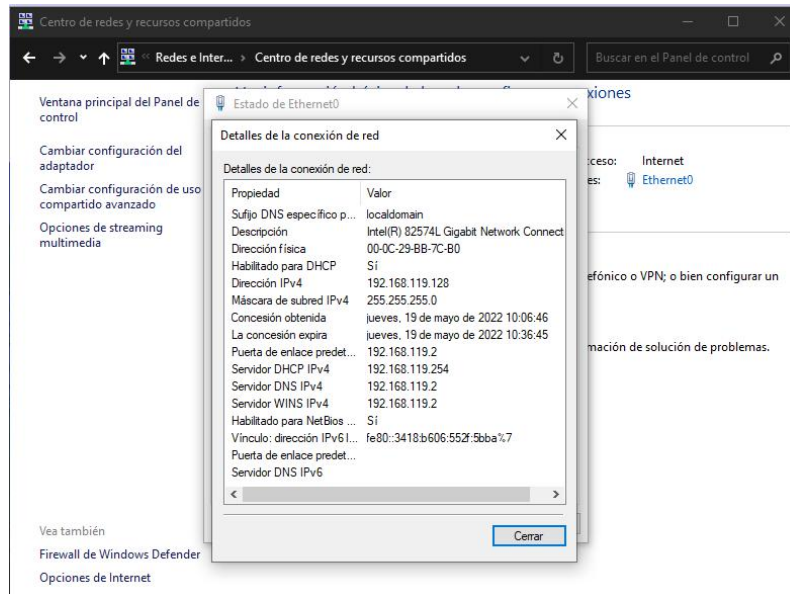 Centro de redes y recursos compartidos
« Redes e Inter... › Centro de redes y recursos compartidos
Buscar en el Panel de control
Ventana principal del Panel de control
Cambiar configuración del adaptador
Cambiar configuración de uso compartido avanzado
Opciones de streaming multimedia
xiones
Estado de Ethernet0
Detalles de la conexión de red
Detalles de la conexión de red:
Propiedad Valor
Sufijo DNS específico p... localdomain
Descripción Intel(R) 82574L Gigabit Network Connect
Dirección física 00-0C-29-BB-7C-B0
Habilitado para DHCP Sí
Dirección IPv4 192.168.119.128
Máscara de subred IPv4 255.255.255.0
Concesión obtenida jueves, 19 de mayo de 2022 10:06:46
La concesión expira jueves, 19 de mayo de 2022 10:36:45
Puerta de enlace predet... 192.168.119.2
Servidor DHCP IPv4 192.168.119.254
Servidor DNS IPv4 192.168.119.2
Servidor WINS IPv4 192.168.119.2
Habilitado para NetBios ... Sí
Vínculo: dirección IPv6 l... fe80::3418:b606:552f:5bba%7
Puerta de enlace predet...
Servidor DNS IPv6
Cerrar
cceso: Internet
es: Ethernet0
efónico o VPN; o bien configurar un
mación de solución de problemas.
Vea también
Firewall de Windows Defender
Opciones de Internet